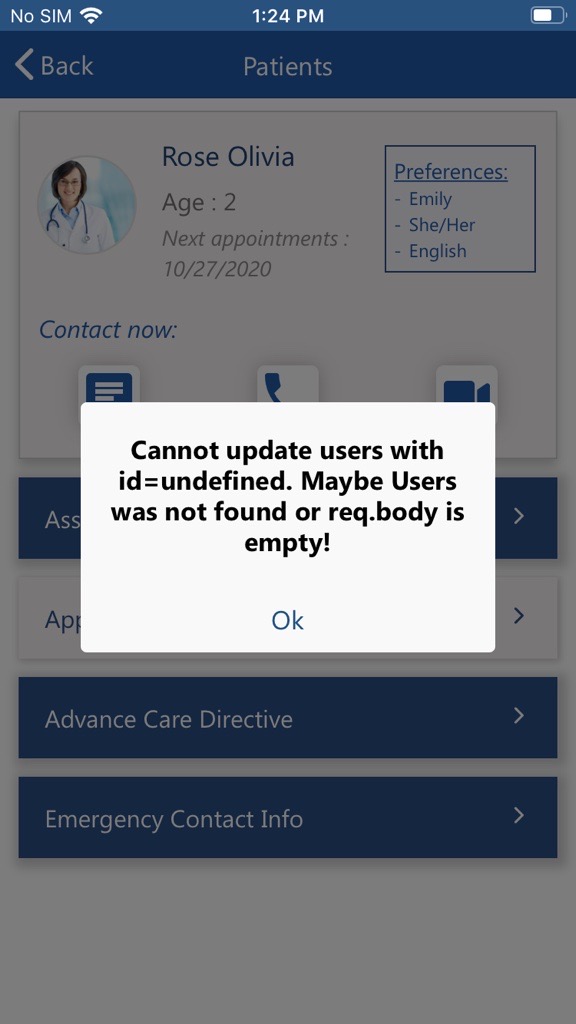 No SIM 1:24 PM
Back Patients
Rose Olivia
Age : 2
Next appointments :
10/27/2020
Preferences:
- Emily
- She/Her
- English
Contact now:
Cannot update users with
id=undefined. Maybe Users
was not found or req.body is
empty!
Ok
Ass
App
Advance Care Directive
Emergency Contact Info